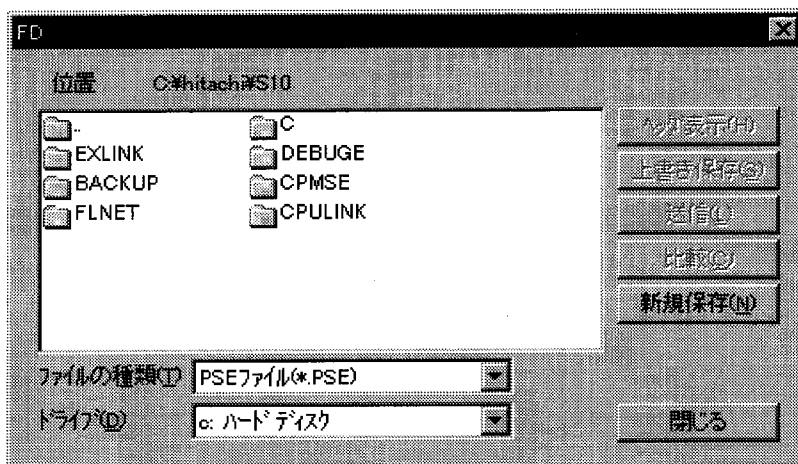 FD
位置 C:¥hitachi¥S10
..
EXLINK
BACKUP
FLNET
C
DEBUGE
CPMSE
CPULINK
ﾍｯﾀﾞ表示(H)
上書き保存(S)
送信(L)
比較(C)
新規保存(N)
ファイルの種類(T) PSEファイル(*.PSE)
ﾄﾞﾗｲﾌﾞ(D) c: ﾊｰﾄﾞ ﾃﾞｨｽｸ
閉じる